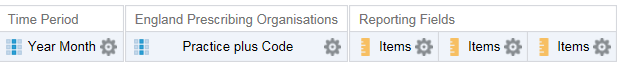 Time Period England Prescribing Organisations Reporting Fields
Year Month Practice plus Code Items Items Items